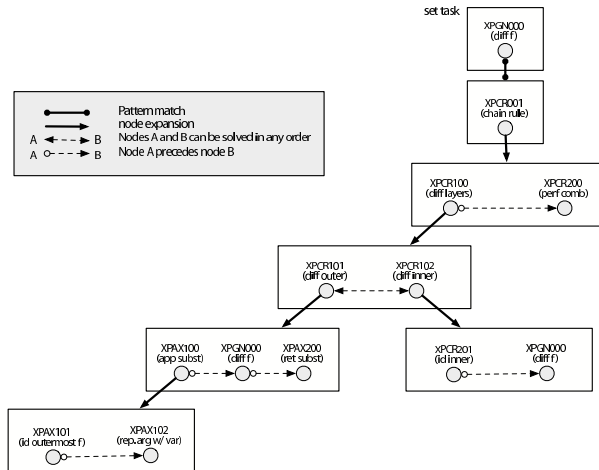 set task
XPGN000
(diff f)
XPCR001
(chain rulle)
Pattern match
node expansion
A B Nodes A and B can be solved in any order
A B Node A precedes node B
XPCR100 XPCR200
(diff layers) (perf comb)
XPCR101 XPCR102
(diff outer) (diff iinner)
XPAX100 XPGN000 XPAX200
(app subst) (diff f) (ret subst)
XPCR201 XPGN000
(id inner) (diff f)
XPAX101 XPAX102
(id outermost f) (rep. arg w/ var)